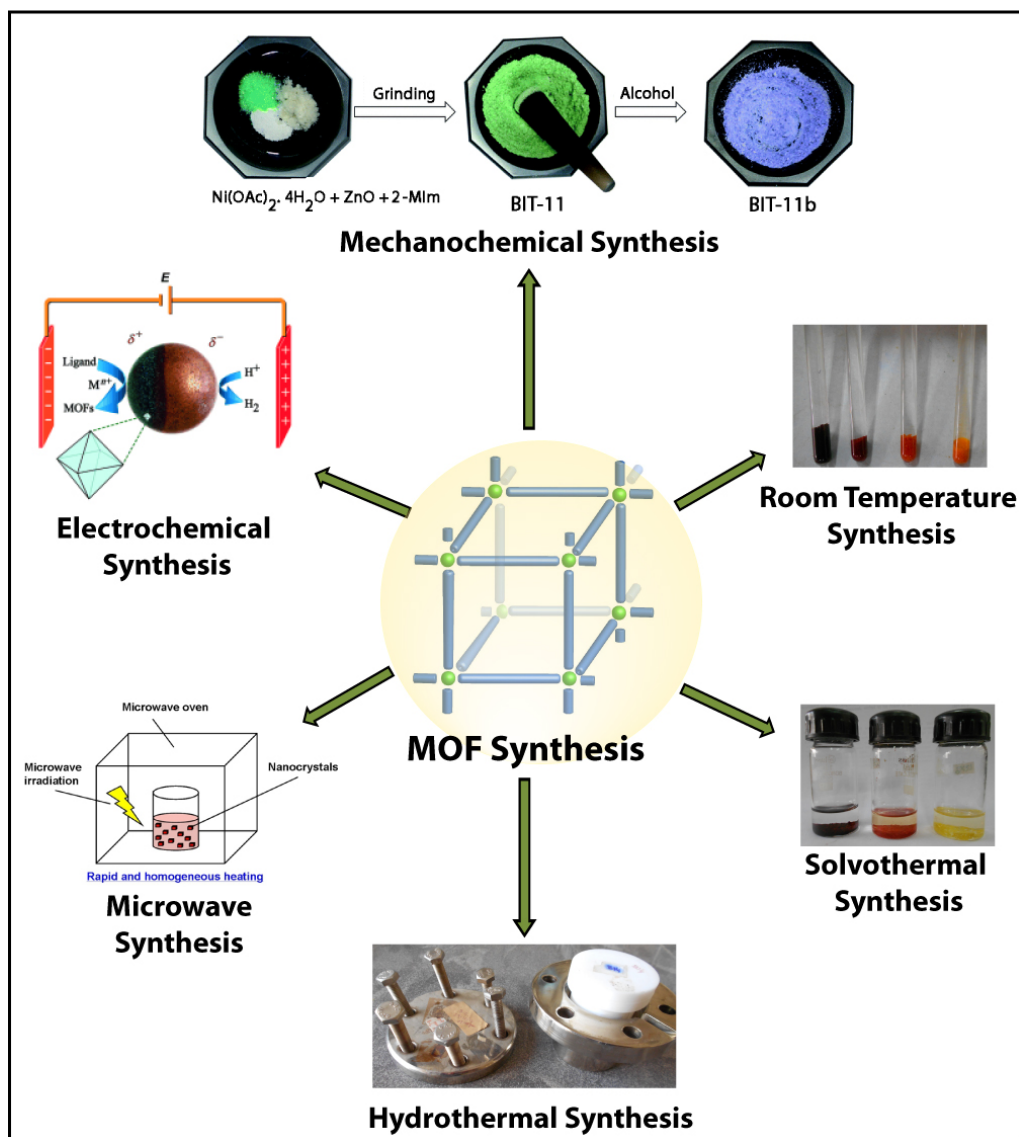 Grinding
Alcohol
Ni(OAc)2. 4H2O + ZnO + 2-MIm
BIT-11
BIT-11b
Mechanochemical Synthesis
E
δ+
δ−
Ligand
Mn+
MOFs
H+
H2
Electrochemical
Synthesis
Room Temperature
Synthesis
MOF Synthesis
Microwave oven
Microwave
irradiation
Nanocrystals
Rapid and homogeneous heating
Microwave
Synthesis
Solvothermal
Synthesis
Hydrothermal Synthesis